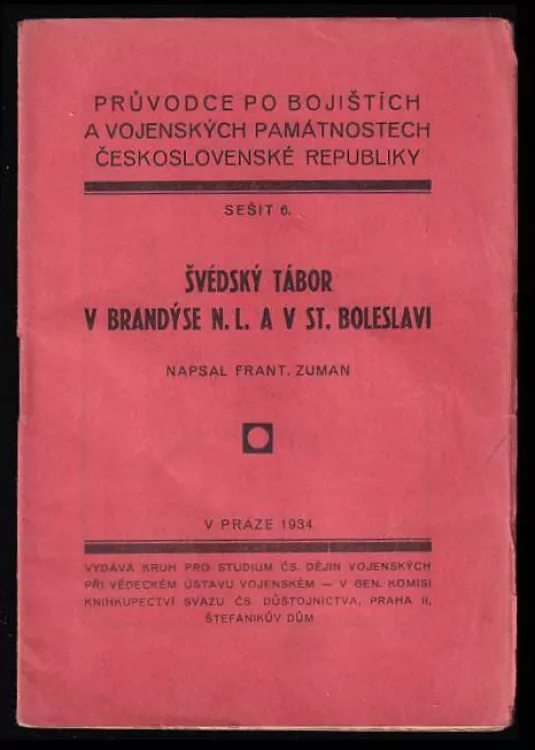 PRŮVODCE PO BOJIŠTÍCH
A VOJENSKÝCH PAMÁTNOSTECH
ČESKOSLOVENSKÉ REPUBLIKY
SEŠIT 6.
ŠVÉDSKÝ TÁBOR
V BRANDÝSE N. L. A V ST. BOLESLAVI
NAPSAL FRANT. ZUMAN
V PRAZE 1934
VYDÁVÁ KRUH PRO STUDIUM ČS. DĚJIN VOJENSKÝCH
PŘI VĚDECKÉM ÚSTAVU VOJENSKÉM — V GEN. KOMISI
KNIHKUPECTVÍ SVAZU ČS. DŮSTOJNICTVA, PRAHA II,
ŠTEFÁNIKŮV DŮM